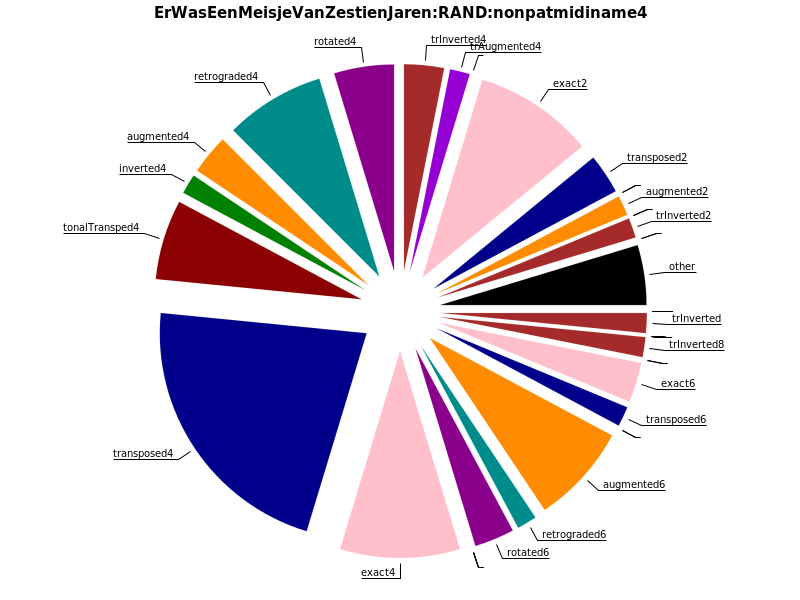 ErWasEenMeisjeVanZestienJaren:RAND:nonpatmidiname4
rotated4
trInverted4
trAugmented4
retrograded4
exact2
augmented4
transposed2
inverted4
augmented2
trInverted2
tonalTransped4
other
trInverted
trInverted8
exact6
transposed6
transposed4
augmented6
retrograded6
rotated6
exact4